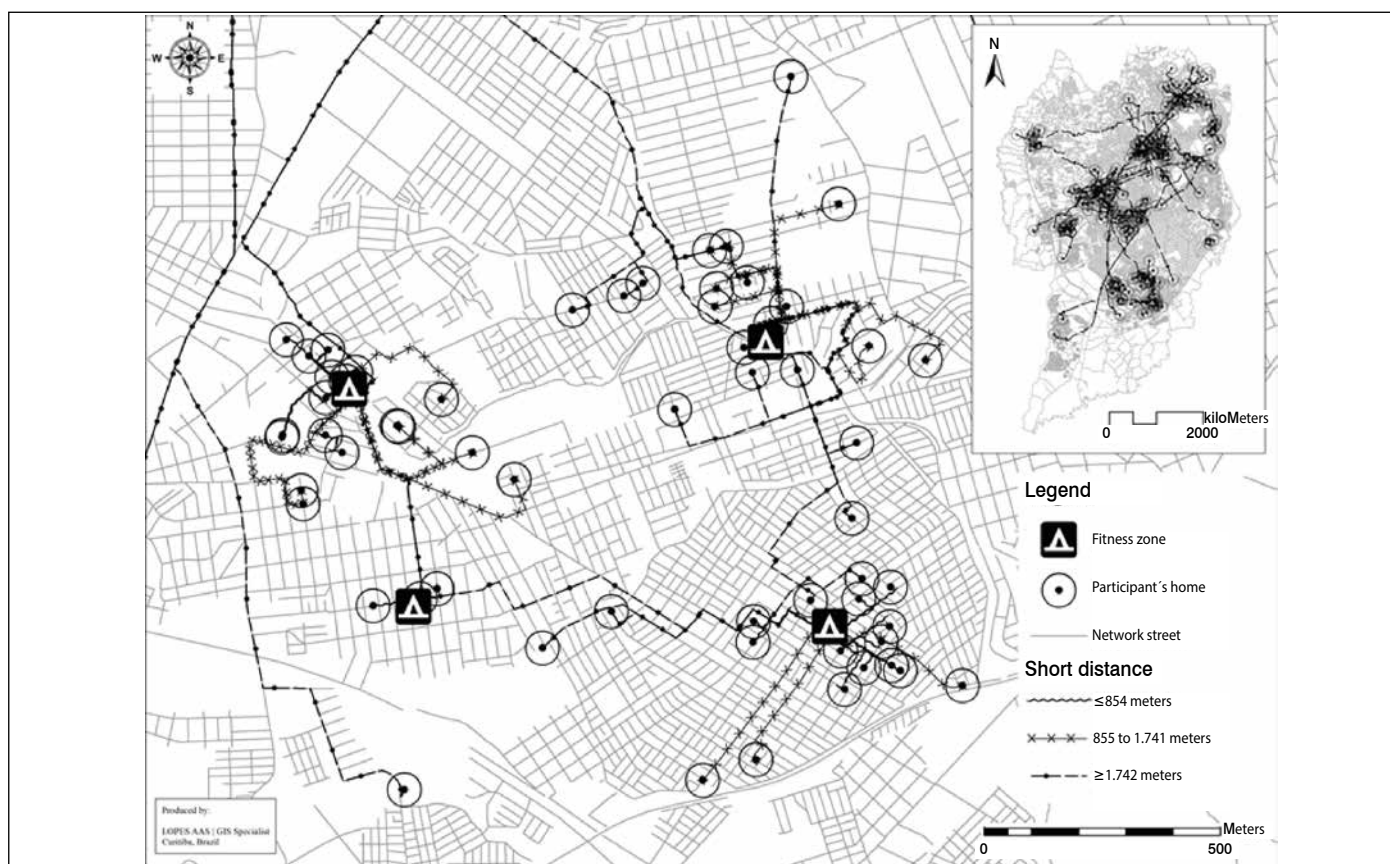 N
W E
S
N
kiloMeters
0 2000
Legend
Fitness zone
Participant´s home
Network street
Short distance
≤854 meters
855 to 1.741 meters
≥1.742 meters
Meters
0 500
Produced by:
LOPES AAS | GIS Specialist
Curitiba, Brazil